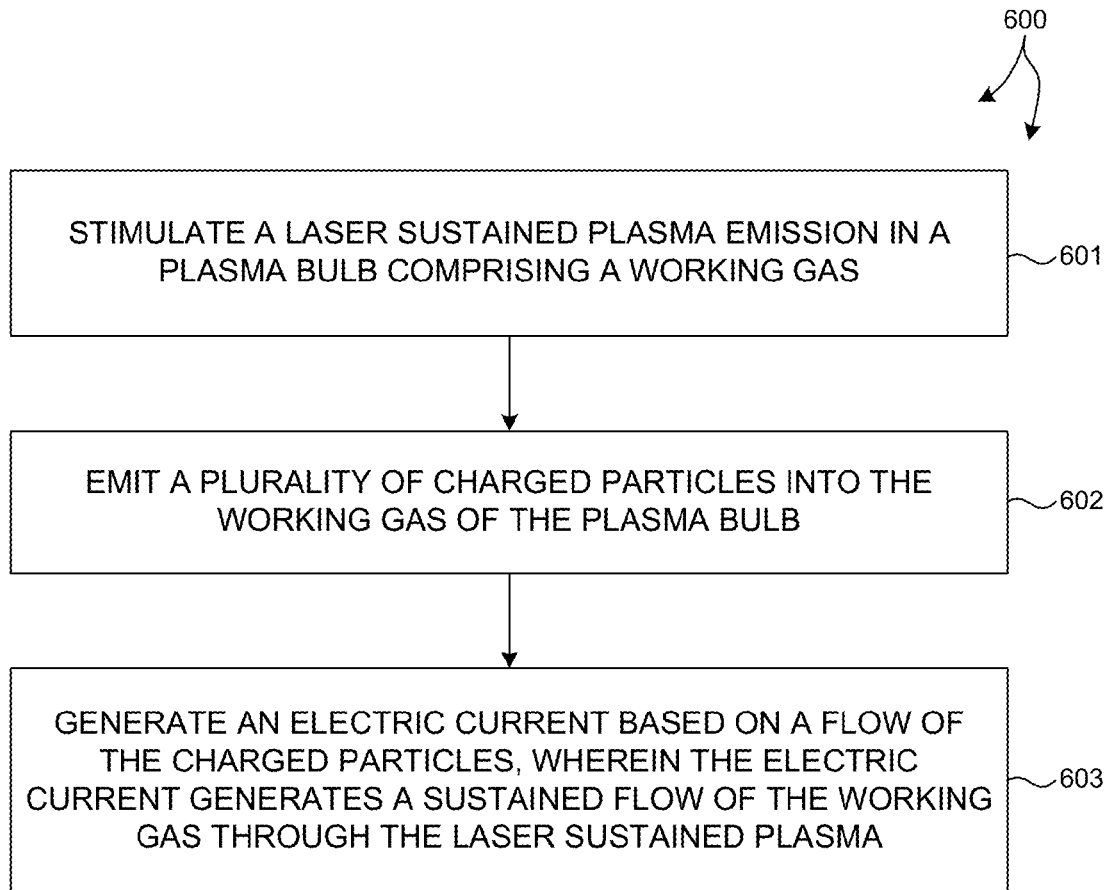 600
STIMULATE A LASER SUSTAINED PLASMA EMISSION IN A
PLASMA BULB COMPRISING A WORKING GAS
601
EMIT A PLURALITY OF CHARGED PARTICLES INTO THE
WORKING GAS OF THE PLASMA BULB
602
GENERATE AN ELECTRIC CURRENT BASED ON A FLOW OF
THE CHARGED PARTICLES, WHEREIN THE ELECTRIC
CURRENT GENERATES A SUSTAINED FLOW OF THE WORKING
GAS THROUGH THE LASER SUSTAINED PLASMA
603